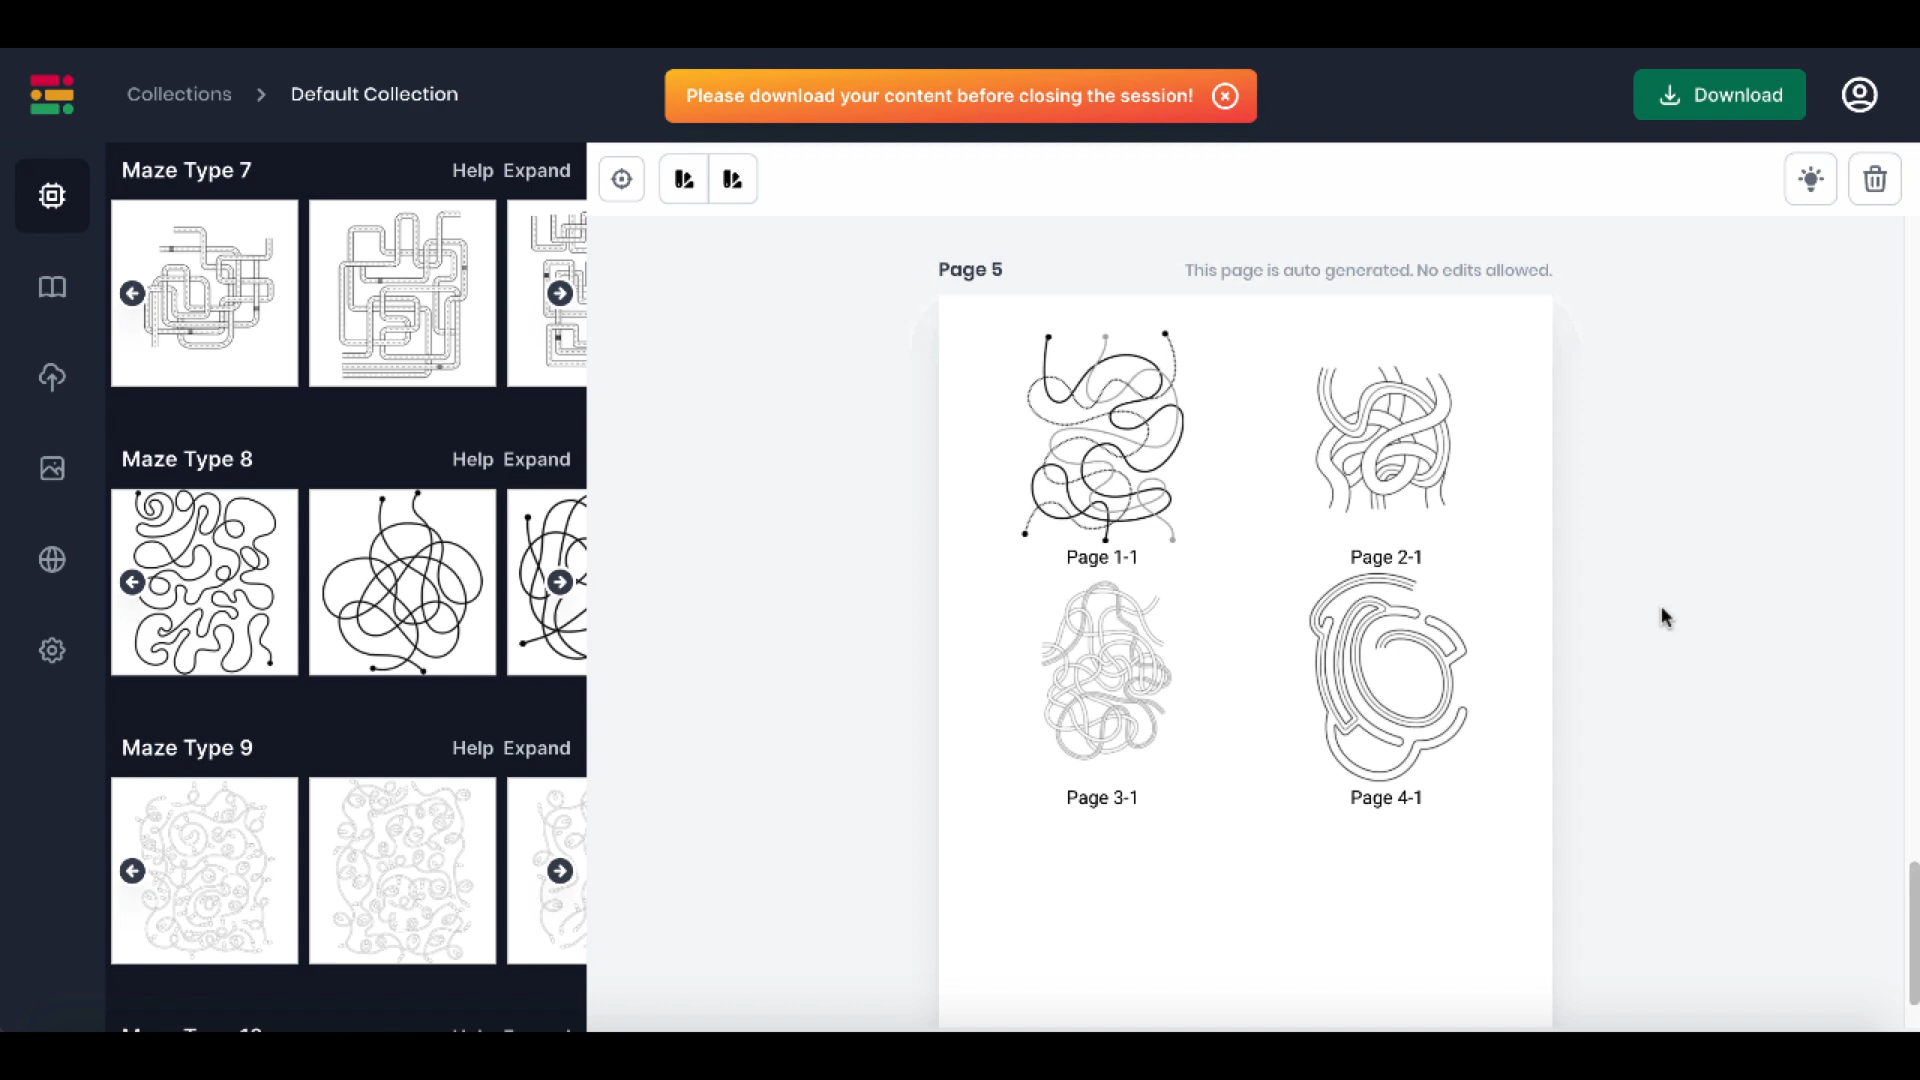 Collections > Default Collection
Please download your content before closing the session!
Download
Maze Type 7 Help Expand
Maze Type 8 Help Expand
Maze Type 9 Help Expand
Page 5 This page is auto generated. No edits allowed.
Page 1-1 Page 2-1
Page 3-1 Page 4-1